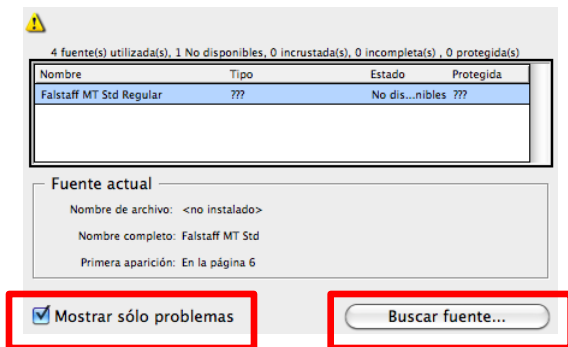 4 fuente(s) utilizada(s), 1 No disponibles, 0 incrustada(s), 0 incompleta(s) , 0 protegida(s)
Nombre Tipo Estado Protegida
Falstaff MT Std Regular ??? No dis...nibles ???
Fuente actual
Nombre de archivo: <no instalado>
Nombre completo: Falstaff MT Std
Primera aparición: En la página 6
Mostrar sólo problemas Buscar fuente...